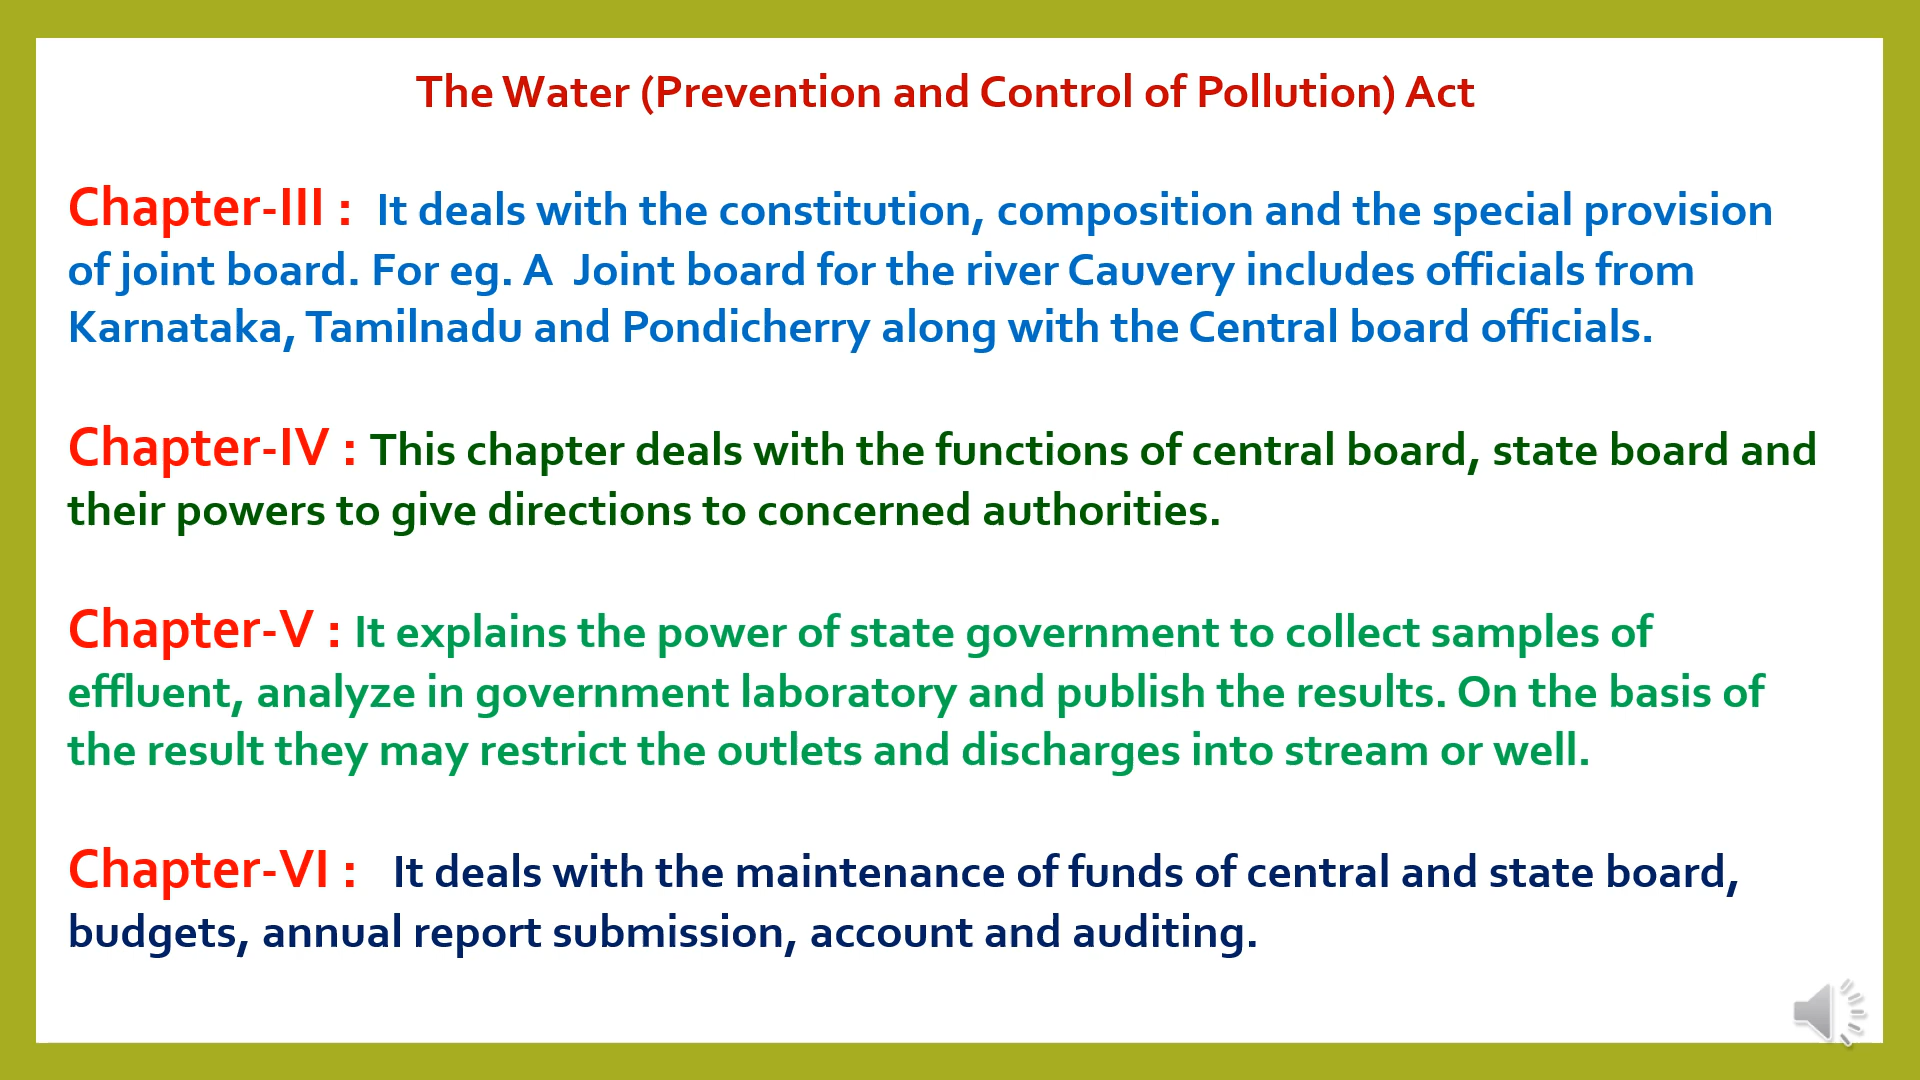 The Water (Prevention and Control of Pollution) Act
Chapter-III : It deals with the constitution, composition and the special provision
of joint board. For eg. A Joint board for the river Cauvery includes officials from
Karnataka, Tamilnadu and Pondicherry along with the Central board officials.
Chapter-IV : This chapter deals with the functions of central board, state board and
their powers to give directions to concerned authorities.
Chapter-V : It explains the power of state government to collect samples of
effluent, analyze in government laboratory and publish the results. On the basis of
the result they may restrict the outlets and discharges into stream or well.
Chapter-VI : It deals with the maintenance of funds of central and state board,
budgets, annual report submission, account and auditing.